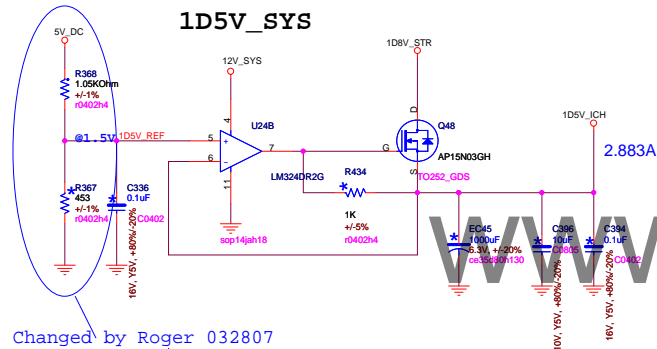 1D5V_SYS
5V_DC
R368
1.05KOhm
+/-1%
r0402h4
@1.5V
1D5V_REF
R367
453
+/-1%
r0402h4
C336
0.1uF
C0402
16V, Y5V, +80%/-20%
12V_SYS
4
U24B
5
+
6
-
7
11
LM324DR2G
sop14jah18
R434
1K
+/-5%
r0402h4
1D8V_STR
D
Q48
G
S
AP15N03GH
TO252_GDS
1D5V_ICH
2.883A
EC45
1000uF
6.3V, +/-20%
ce35d80h130
C396
10uF
C0805
10V, Y5V, +80%/-20%
C394
0.1uF
C0402
16V, Y5V, +80%/-20%
WW
Changed by Roger 032807